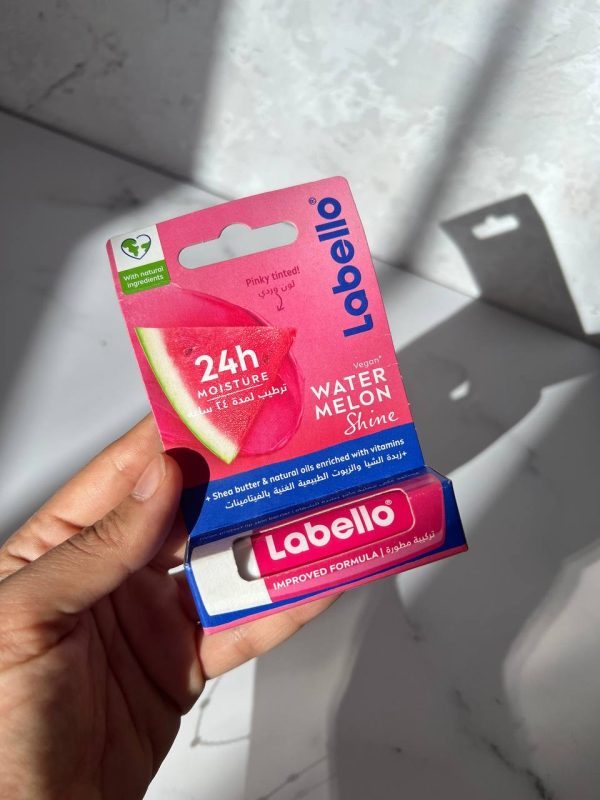 With natural
ingredients
Pinky tinted!
لون وردي
Labello®
24h
MOISTURE
ترطيب لمدة ٢٤ ساعة
Vegan*
WATER
MELON
Shine
+ Shea butter & natural oils enriched with vitamins
+زبدة الشيا والزيوت الطبيعية الغنية بالفيتامينات
Labello®
IMPROVED FORMULA | تركيبة مطورة